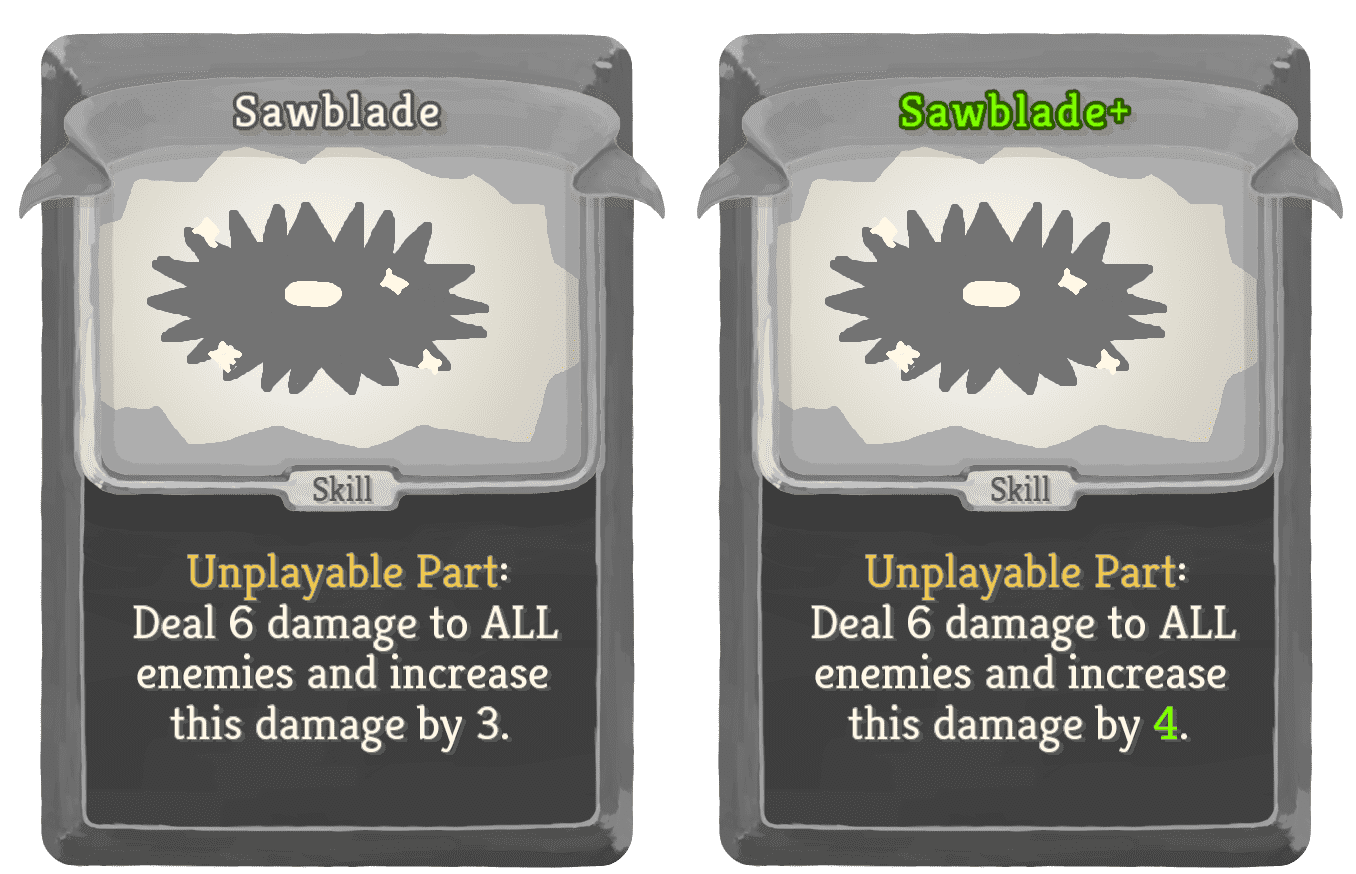 Sawblade
Skill
Unplayable Part:
Deal 6 damage to ALL
enemies and increase
this damage by 3.
Sawblade+
Skill
Unplayable Part:
Deal 6 damage to ALL
enemies and increase
this damage by 4.